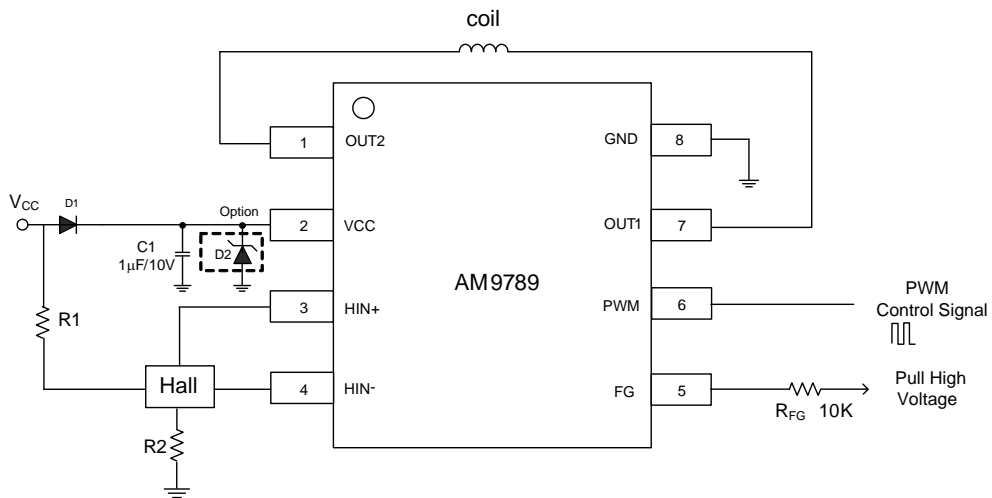 coil
1
OUT2
GND
8
VCC
D1
Option
2
VCC
OUT1
7
C1
1μF/10V
D2
AM9789
3
HIN+
PWM
6
PWM
Control Signal
R1
Hall
4
HIN-
FG
5
Pull High
Voltage
RFG 10K
R2